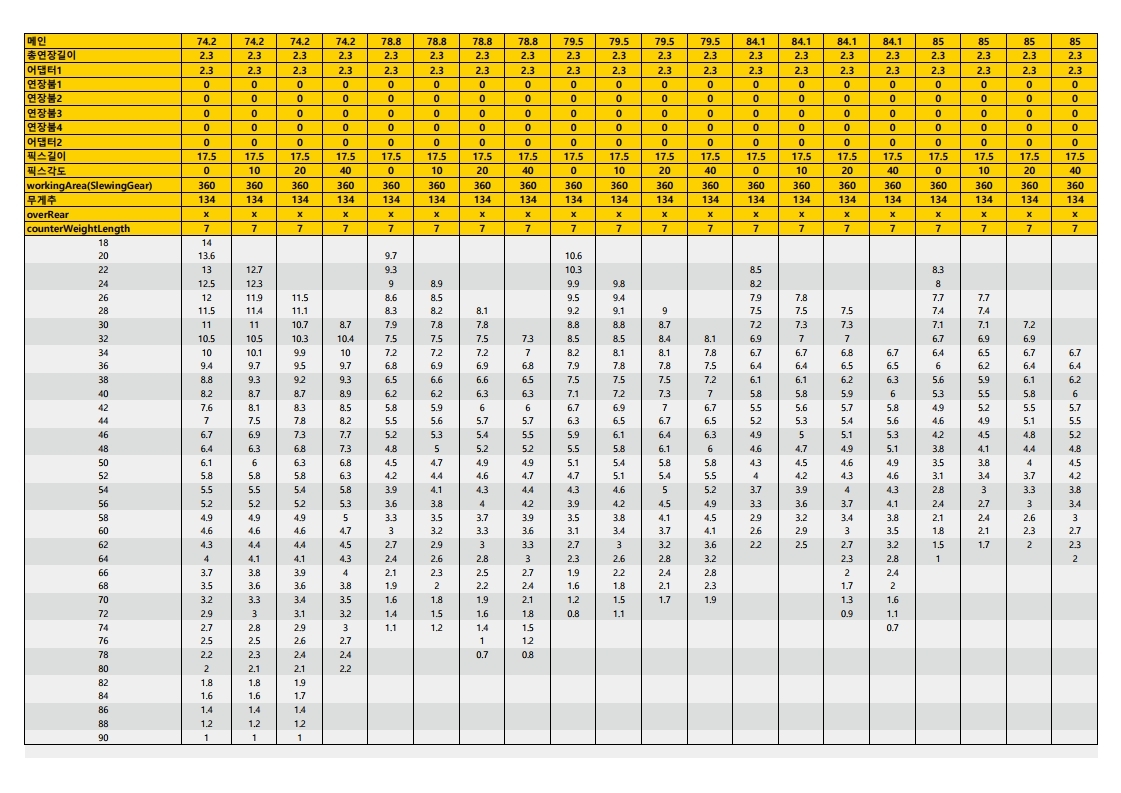 메인 74.2 74.2 74.2 74.2 78.8 78.8 78.8 78.8 79.5 79.5 79.5 79.5 84.1 84.1 84.1 84.1 85 85 85 85
총연장길이 2.3 2.3 2.3 2.3 2.3 2.3 2.3 2.3 2.3 2.3 2.3 2.3 2.3 2.3 2.3 2.3 2.3 2.3 2.3 2.3
어댑터1 2.3 2.3 2.3 2.3 2.3 2.3 2.3 2.3 2.3 2.3 2.3 2.3 2.3 2.3 2.3 2.3 2.3 2.3 2.3 2.3
연장붐1 0 0 0 0 0 0 0 0 0 0 0 0 0 0 0 0 0 0 0 0
연장붐2 0 0 0 0 0 0 0 0 0 0 0 0 0 0 0 0 0 0 0 0
연장붐3 0 0 0 0 0 0 0 0 0 0 0 0 0 0 0 0 0 0 0 0
연장붐4 0 0 0 0 0 0 0 0 0 0 0 0 0 0 0 0 0 0 0 0
어댑터2 0 0 0 0 0 0 0 0 0 0 0 0 0 0 0 0 0 0 0 0
픽스길이 17.5 17.5 17.5 17.5 17.5 17.5 17.5 17.5 17.5 17.5 17.5 17.5 17.5 17.5 17.5 17.5 17.5 17.5 17.5 17.5
픽스각도 0 10 20 40 0 10 20 40 0 10 20 40 0 10 20 40 0 10 20 40
workingArea(SlewingGear) 360 360 360 360 360 360 360 360 360 360 360 360 360 360 360 360 360 360 360 360
무게추 134 134 134 134 134 134 134 134 134 134 134 134 134 134 134 134 134 134 134 134
overRear x x x x x x x x x x x x x x x x x x x x
counterWeightLength 7 7 7 7 7 7 7 7 7 7 7 7 7 7 7 7 7 7 7 7
18 14
20 13.6 9.7 10.6
22 13 12.7 9.3 10.3 8.5 8.3
24 12.5 12.3 9 8.9 9.9 9.8 8.2 8
26 12 11.9 11.5 8.6 8.5 9.5 9.4 7.9 7.8 7.7 7.7
28 11.5 11.4 11.1 8.3 8.2 8.1 9.2 9.1 9 7.5 7.5 7.5 7.4 7.4
30 11 11 10.7 8.7 7.9 7.8 7.8 8.8 8.8 8.7 7.2 7.3 7.3 7.1 7.1 7.2
32 10.5 10.5 10.3 10.4 7.5 7.5 7.5 7.3 8.5 8.5 8.4 8.1 6.9 7 7 6.7 6.9 6.9
34 10 10.1 9.9 10 7.2 7.2 7.2 7 8.2 8.1 8.1 7.8 6.7 6.7 6.8 6.7 6.4 6.5 6.7 6.7
36 9.4 9.7 9.5 9.7 6.8 6.9 6.9 6.8 7.9 7.8 7.8 7.5 6.4 6.4 6.5 6.5 6 6.2 6.4 6.4
38 8.8 9.3 9.2 9.3 6.5 6.6 6.6 6.5 7.5 7.5 7.5 7.2 6.1 6.1 6.2 6.3 5.6 5.9 6.1 6.2
40 8.2 8.7 8.7 8.9 6.2 6.2 6.3 6.3 7.1 7.2 7.3 7 5.8 5.8 5.9 6 5.3 5.5 5.8 6
42 7.6 8.1 8.3 8.5 5.8 5.9 6 6 6.7 6.9 7 6.7 5.5 5.6 5.7 5.8 4.9 5.2 5.5 5.7
44 7 7.5 7.8 8.2 5.5 5.6 5.7 5.7 6.3 6.5 6.7 6.5 5.2 5.3 5.4 5.6 4.6 4.9 5.1 5.5
46 6.7 6.9 7.3 7.7 5.2 5.3 5.4 5.5 5.9 6.1 6.4 6.3 4.9 5 5.1 5.3 4.2 4.5 4.8 5.2
48 6.4 6.3 6.8 7.3 4.8 5 5.2 5.2 5.5 5.8 6.1 6 4.6 4.7 4.9 5.1 3.8 4.1 4.4 4.8
50 6.1 6 6.3 6.8 4.5 4.7 4.9 4.9 5.1 5.4 5.8 5.8 4.3 4.5 4.6 4.9 3.5 3.8 4 4.5
52 5.8 5.8 5.8 6.3 4.2 4.4 4.6 4.7 4.7 5.1 5.4 5.5 4 4.2 4.3 4.6 3.1 3.4 3.7 4.2
54 5.5 5.5 5.4 5.8 3.9 4.1 4.3 4.4 4.3 4.6 5 5.2 3.7 3.9 4 4.3 2.8 3 3.3 3.8
56 5.2 5.2 5.2 5.3 3.6 3.8 4 4.2 3.9 4.2 4.5 4.9 3.3 3.6 3.7 4.1 2.4 2.7 3 3.4
58 4.9 4.9 4.9 5 3.3 3.5 3.7 3.9 3.5 3.8 4.1 4.5 2.9 3.2 3.4 3.8 2.1 2.4 2.6 3
60 4.6 4.6 4.6 4.7 3 3.2 3.3 3.6 3.1 3.4 3.7 4.1 2.6 2.9 3 3.5 1.8 2.1 2.3 2.7
62 4.3 4.4 4.4 4.5 2.7 2.9 3 3.3 2.7 3 3.2 3.6 2.2 2.5 2.7 3.2 1.5 1.7 2 2.3
64 4 4.1 4.1 4.3 2.4 2.6 2.8 3 2.3 2.6 2.8 3.2 2.3 2.8 1 2
66 3.7 3.8 3.9 4 2.1 2.3 2.5 2.7 1.9 2.2 2.4 2.8 2 2.4
68 3.5 3.6 3.6 3.8 1.9 2 2.2 2.4 1.6 1.8 2.1 2.3 1.7 2
70 3.2 3.3 3.4 3.5 1.6 1.8 1.9 2.1 1.2 1.5 1.7 1.9 1.3 1.6
72 2.9 3 3.1 3.2 1.4 1.5 1.6 1.8 0.8 1.1 0.9 1.1
74 2.7 2.8 2.9 3 1.1 1.2 1.4 1.5 0.7
76 2.5 2.5 2.6 2.7 1 1.2
78 2.2 2.3 2.4 2.4 0.7 0.8
80 2 2.1 2.1 2.2
82 1.8 1.8 1.9
84 1.6 1.6 1.7
86 1.4 1.4 1.4
88 1.2 1.2 1.2
90 1 1 1